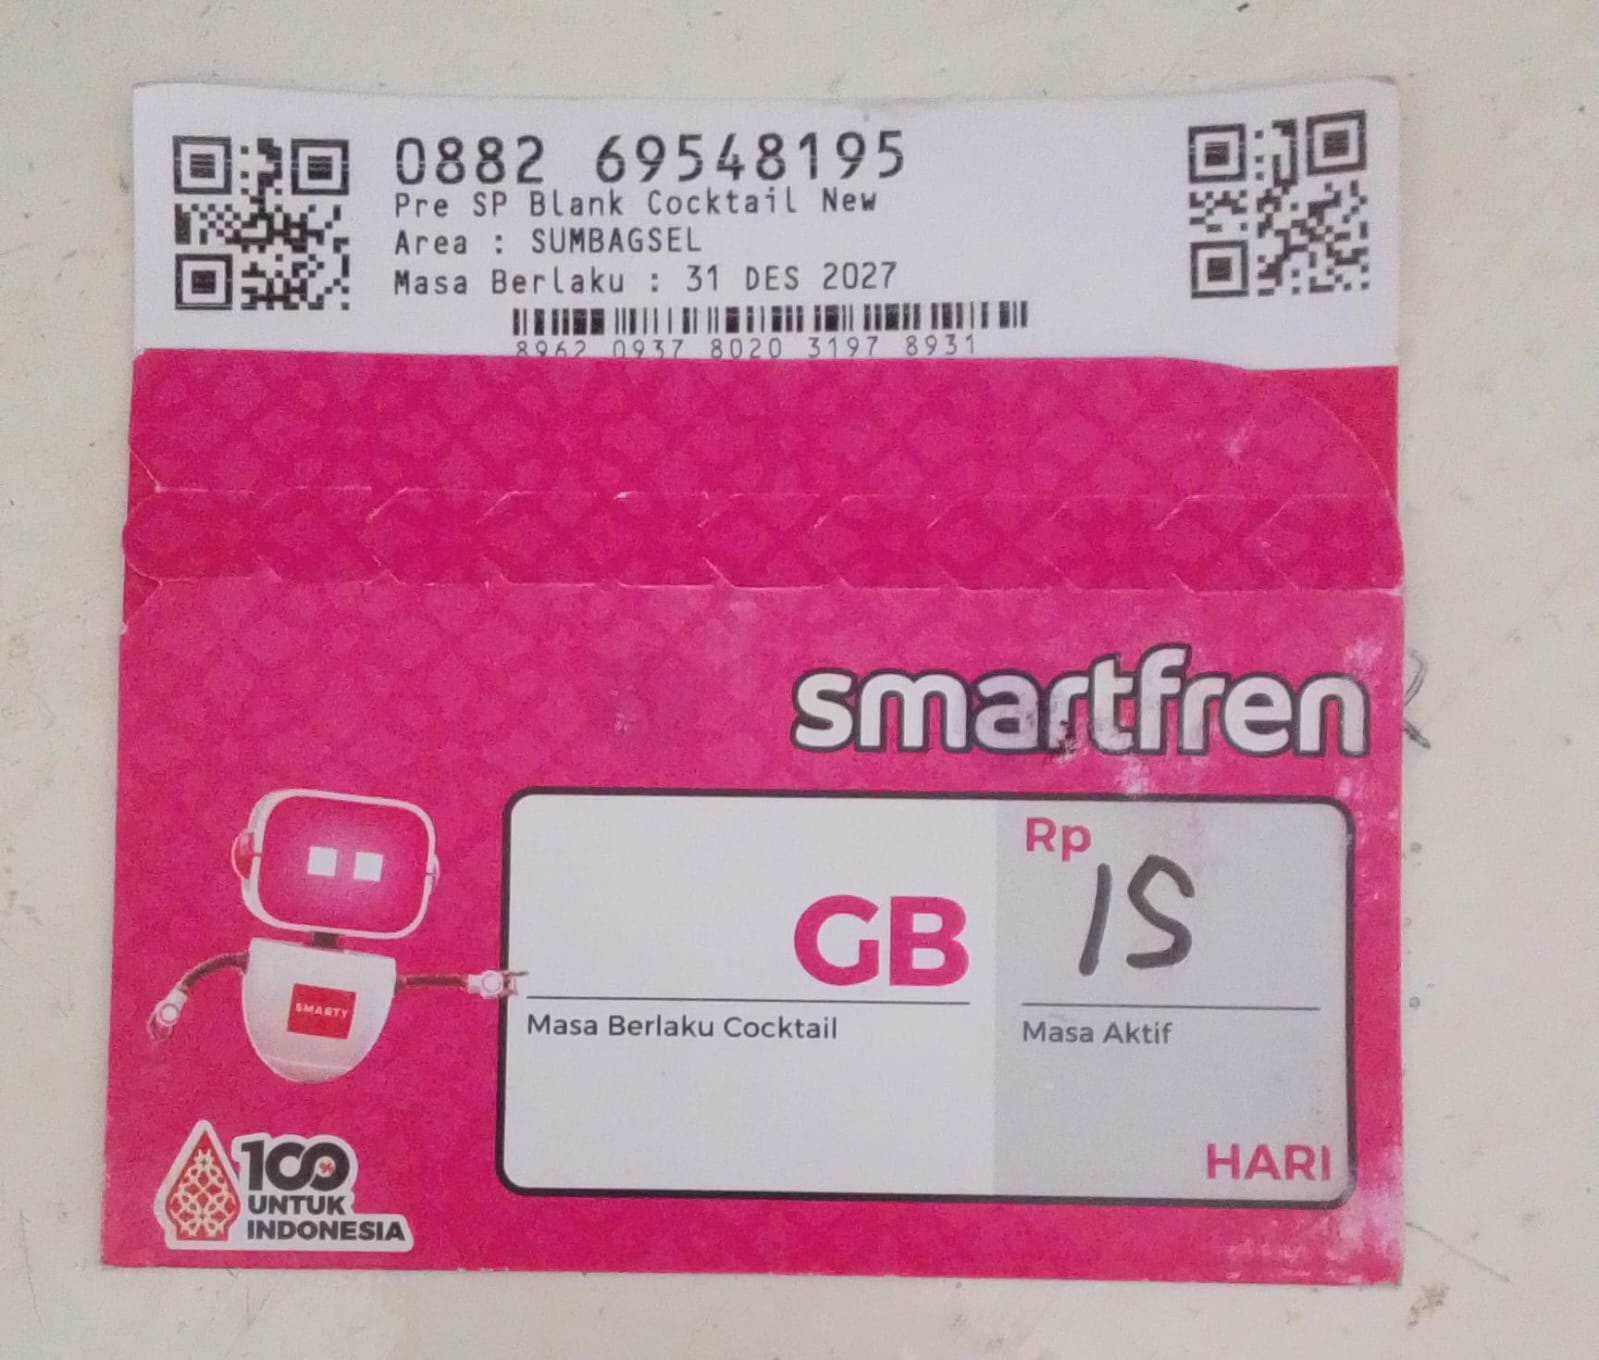 0882 69548195
Pre SP Blank Cocktail New
Area : SUMBAGSEL
Masa Berlaku : 31 DES 2027
8962 0937 8020 3197 8931
smartfren
Rp
15
GB
Masa Berlaku Cocktail
Masa Aktif
HARI
SMARTY
100%
UNTUK
INDONESIA